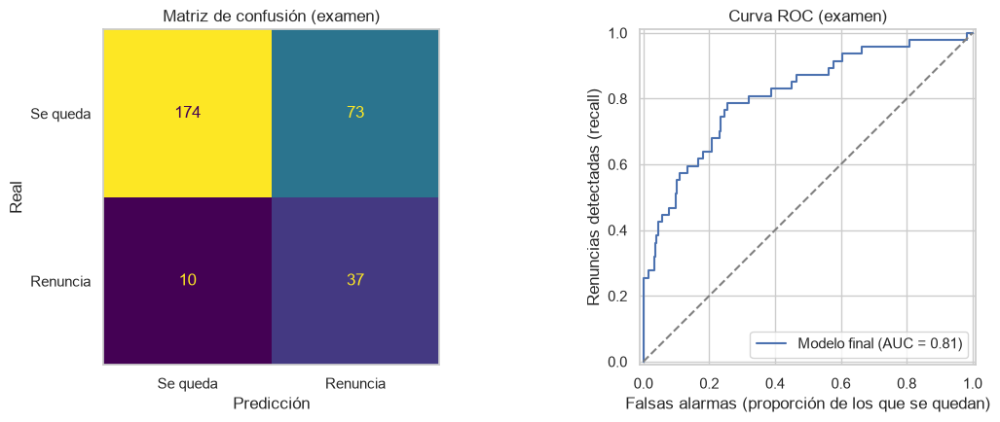 Matriz de confusión (examen)
Real
Se queda
174
73
Renuncia
10
37
Se queda
Renuncia
Predicción
Curva ROC (examen)
Renuncias detectadas (recall)
1.0
0.8
0.6
0.4
0.2
0.0
Modelo final (AUC = 0.81)
0.0
0.2
0.4
0.6
0.8
1.0
Falsas alarmas (proporción de los que se quedan)